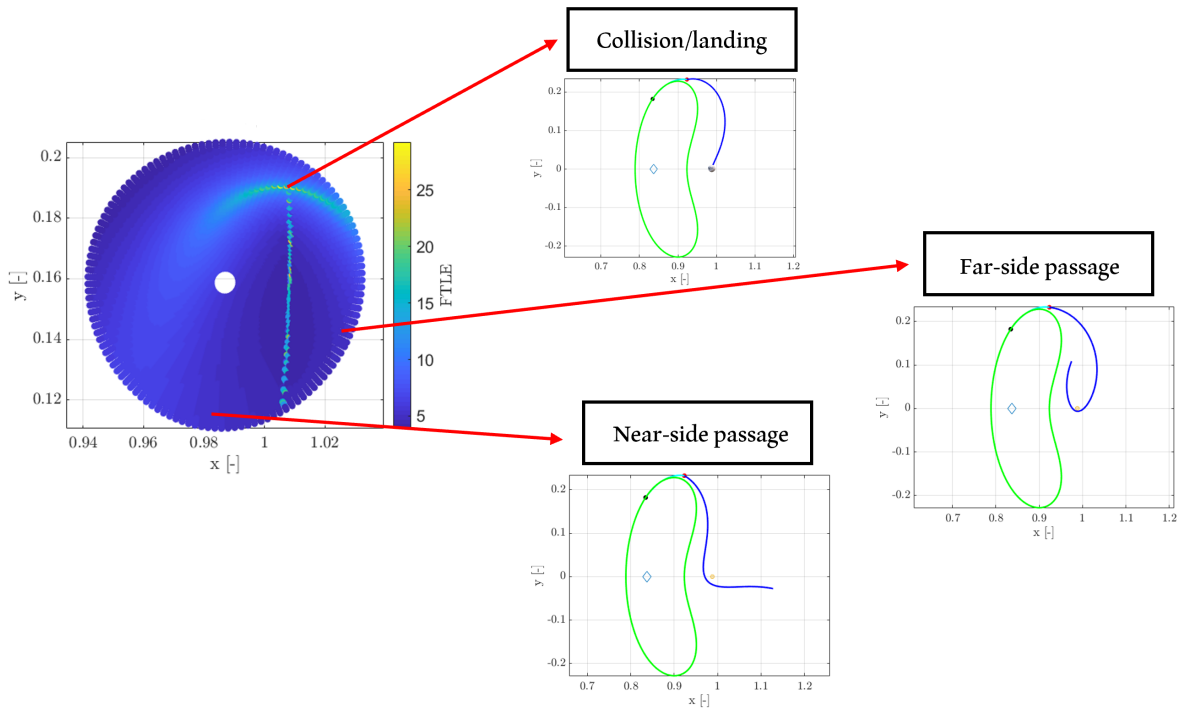 Collision/landing
0.2
0.1
0
-0.1
-0.2
y [-]
0.7 0.8 0.9 1 1.1 1.2
x [-]
0.2
0.18
0.16
0.14
0.12
y [-]
0.94 0.96 0.98 1 1.02
x [-]
25
20
15
10
5
FTLE
Far-side passage
0.2
0.1
0
-0.1
-0.2
y [-]
0.7 0.8 0.9 1 1.1 1.2
x [-]
Near-side passage
0.2
0.1
0
-0.1
-0.2
y [-]
0.7 0.8 0.9 1 1.1 1.2
x [-]